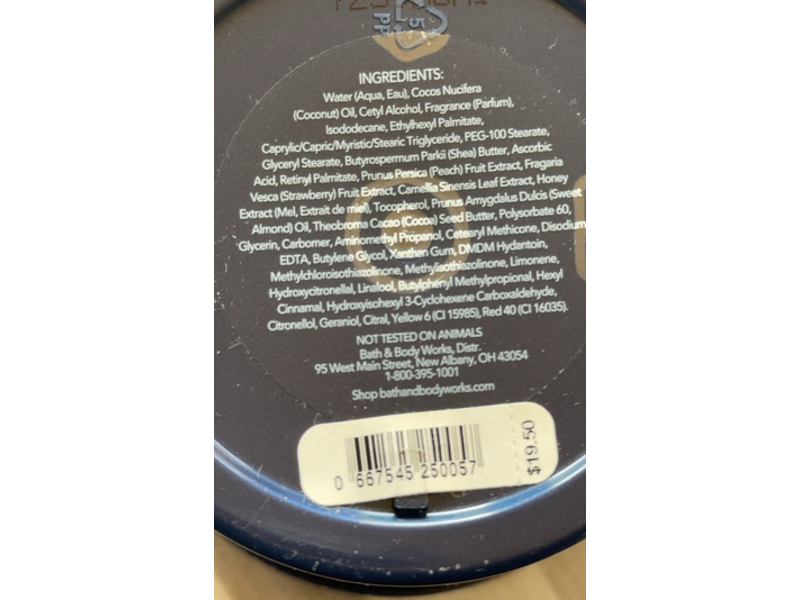 5
PP
INGREDIENTS:
Water (Aqua, Eau), Cocos Nucifera
(Coconut) Oil, Cetyl Alcohol, Fragrance (Parfum),
Isododecane, Ethylhexyl Palmitate,
Caprylic/Capric/Myristic/Stearic Triglyceride, PEG-100 Stearate,
Glyceryl Stearate, Butyrospermum Parkii (Shea) Butter, Ascorbic
Acid, Retinyl Palmitate, Prunus Persica (Peach) Fruit Extract, Fragaria
Vesca (Strawberry) Fruit Extract, Camellia Sinensis Leaf Extract, Honey
Extract (Mel, Extrait de miel), Tocopherol, Prunus Amygdalus Dulcis (Sweet
Almond) Oil, Theobroma Cacao (Cocoa) Seed Butter, Polysorbate 60,
Glycerin, Carbomer, Aminomethyl Propanol, Cetearyl Methicone, Disodium
EDTA, Butylene Glycol, Xanthan Gum, DMDM Hydantoin,
Methylchloroisothiazolinone, Methylisothiazolinone, Limonene,
Hydroxycitronellal, Linalool, Butylphenyl Methylpropional, Hexyl
Cinnamal, Hydroxyisohexyl 3-Cyclohexene Carboxaldehyde,
Citronellol, Geraniol, Citral, Yellow 6 (CI 15985), Red 40 (CI 16035).
NOT TESTED ON ANIMALS
Bath & Body Works, Distr.
95 West Main Street, New Albany, OH 43054
1-800-395-1001
Shop bathandbodyworks.com
0 667545 250057
$19.50